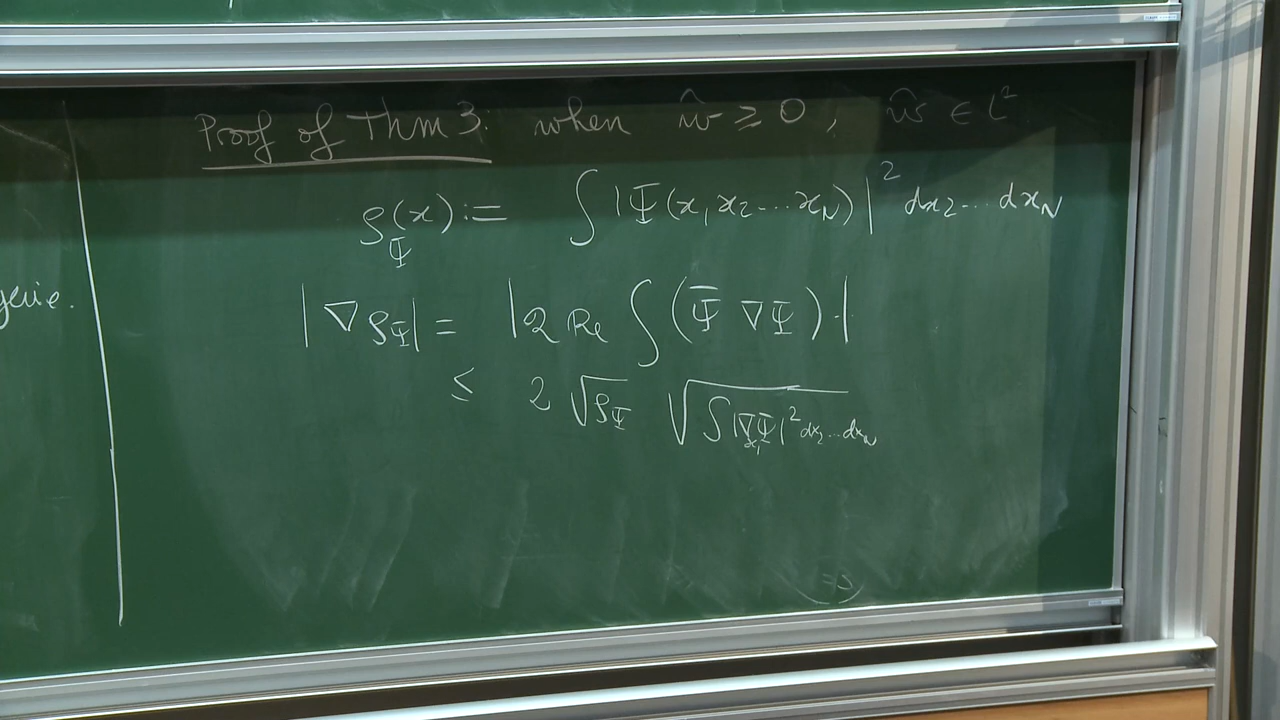 Proof of Thm 3: when ŵ ≥ 0, ŵ ∈ L²
ρ_Ψ(x) := ∫ |Ψ(x, x₂ ... x_N)|² dx₂ ... dx_N
|∇ρ_Ψ| = |2 Re ∫ (Ψ̄ ∇Ψ)·|
≤ 2 √ρ_Ψ √∫|∇_{x₁}Ψ|² dx₂...dx_N